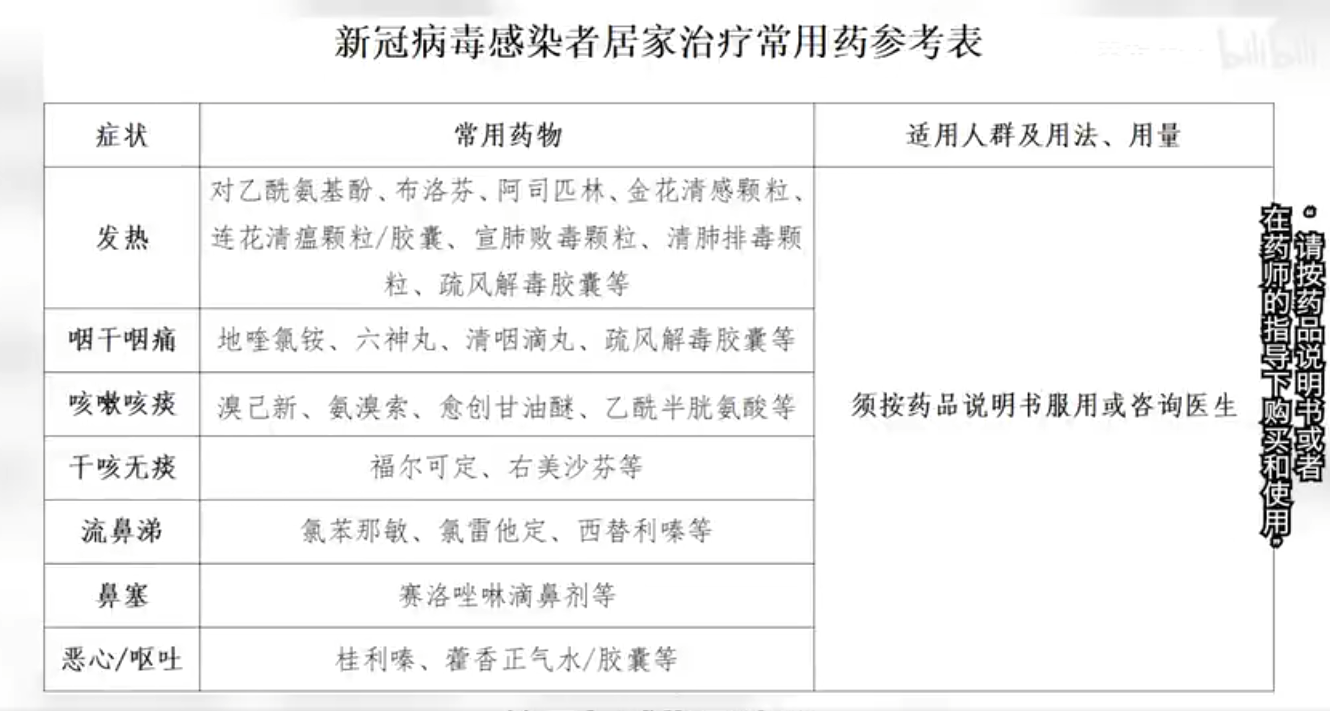 新冠病毒感染者居家治疗常用药参考表
bilibili
症状
常用药物
适用人群及用法、用量
发热
对乙酰氨基酚、布洛芬、阿司匹林、金花清感颗粒、
连花清瘟颗粒/胶囊、宣肺败毒颗粒、清肺排毒颗
粒、疏风解毒胶囊等
咽干咽痛
地喹氯铵、六神丸、清咽滴丸、疏风解毒胶囊等
咳嗽咳痰
溴己新、氨溴索、愈创甘油醚、乙酰半胱氨酸等
干咳无痰
福尔可定、右美沙芬等
流鼻涕
氯苯那敏、氯雷他定、西替利嗪等
鼻塞
赛洛唑啉滴鼻剂等
恶心/呕吐
桂利嗪、藿香正气水/胶囊等
须按药品说明书服用或咨询医生
“请按药品说明书或者
在药师的指导下购买和使用”